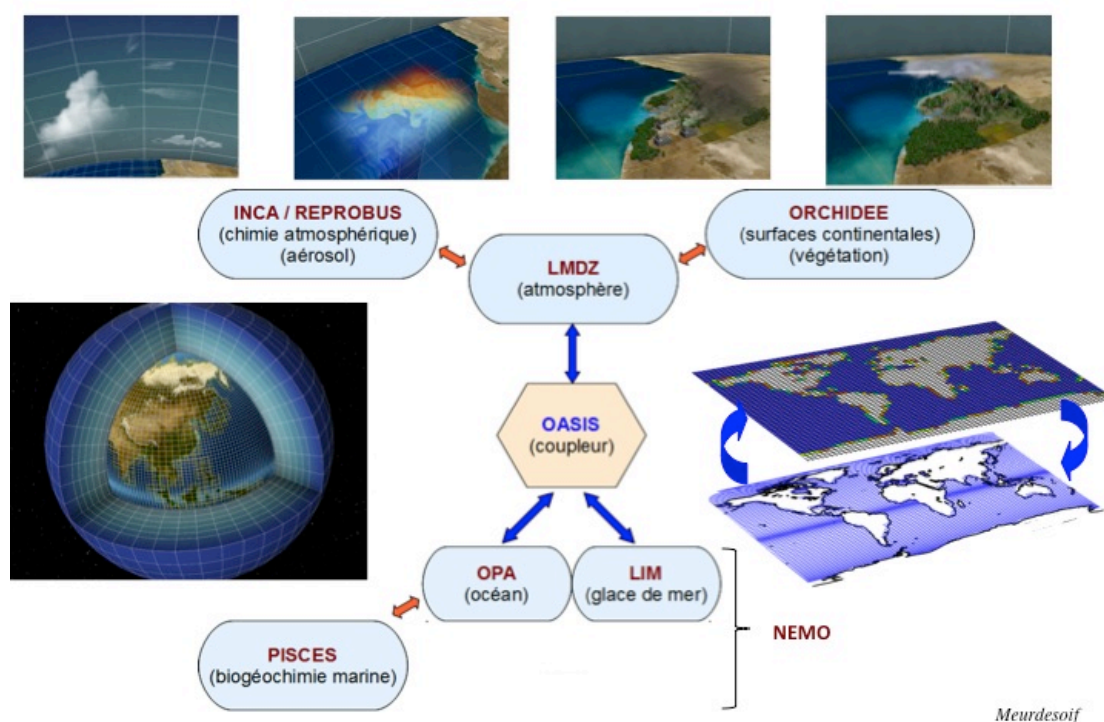 INCA / REPROBUS
(chimie atmosphérique)
(aérosol)
ORCHIDEE
(surfaces continentales)
(végétation)
LMDZ
(atmosphère)
OASIS
(coupleur)
OPA
(océan)
LIM
(glace de mer)
NEMO
PISCES
(biogéochimie marine)
Meurdesoif